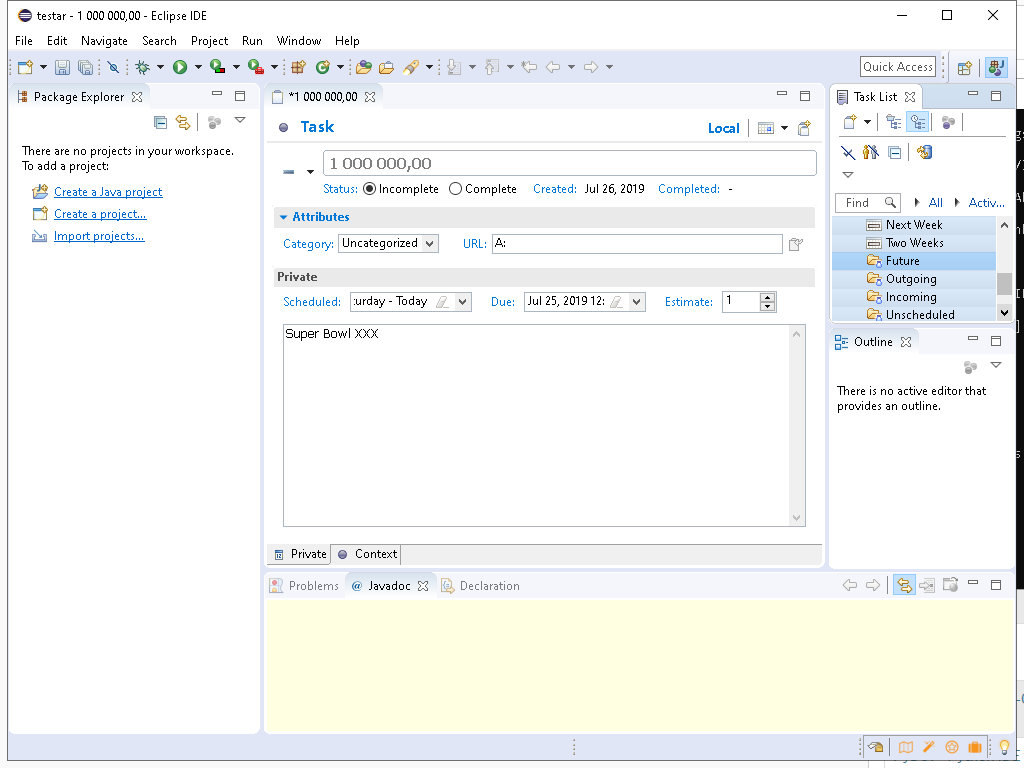 testar - 1 000 000,00 - Eclipse IDE
File Edit Navigate Search Project Run Window Help
Quick Access
Package Explorer
There are no projects in your workspace.
To add a project:
Create a Java project
Create a project...
Import projects...
*1 000 000,00
Task
Local
1 000 000,00
Status: Incomplete Complete Created: Jul 26, 2019 Completed: -
Attributes
Category: Uncategorized URL: A:
Private
Scheduled: :urday - Today Due: Jul 25, 2019 12: Estimate: 1
Super Bowl XXX
Private Context
Problems @ Javadoc Declaration
Task List
Find All Activ...
Next Week
Two Weeks
Future
Outgoing
Incoming
Unscheduled
Outline
There is no active editor that
provides an outline.